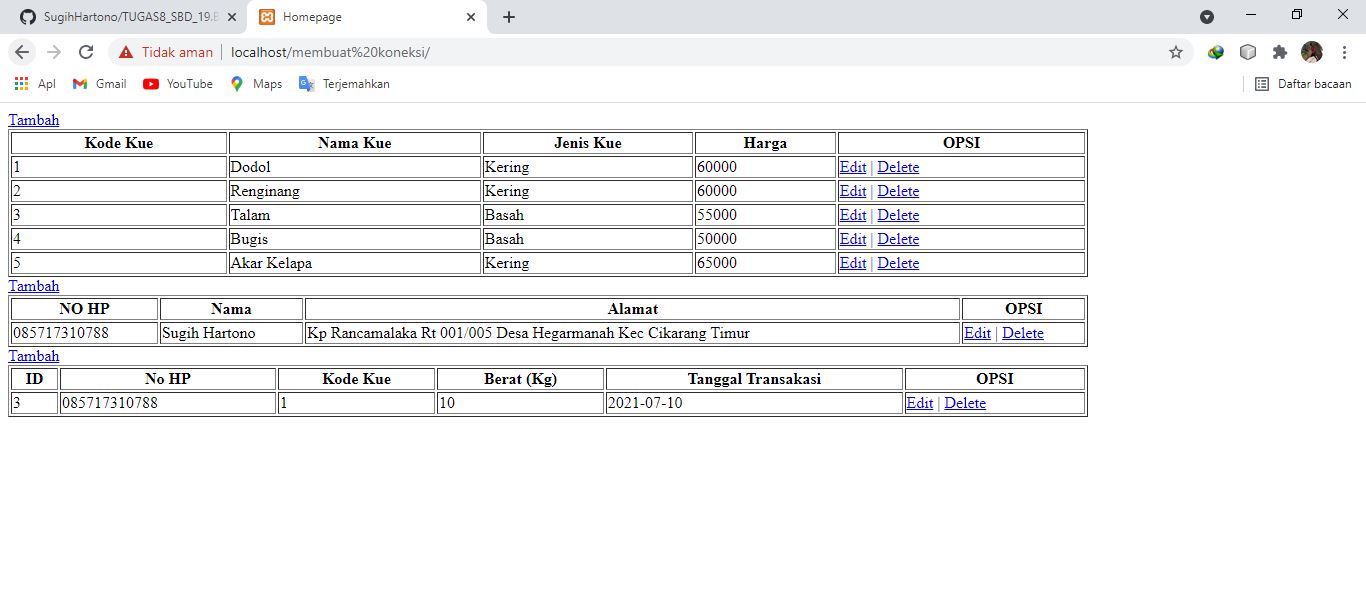 SugihHartono/TUGAS8_SBD_19.B
Homepage
Tidak aman localhost/membuat%20koneksi/
Apl Gmail YouTube Maps Terjemahkan Daftar bacaan
Tambah
Kode Kue Nama Kue Jenis Kue Harga OPSI
1 Dodol Kering 60000 Edit | Delete
2 Renginang Kering 60000 Edit | Delete
3 Talam Basah 55000 Edit | Delete
4 Bugis Basah 50000 Edit | Delete
5 Akar Kelapa Kering 65000 Edit | Delete
Tambah
NO HP Nama Alamat OPSI
085717310788 Sugih Hartono Kp Rancamalaka Rt 001/005 Desa Hegarmanah Kec Cikarang Timur Edit | Delete
Tambah
ID No HP Kode Kue Berat (Kg) Tanggal Transakasi OPSI
3 085717310788 1 10 2021-07-10 Edit | Delete